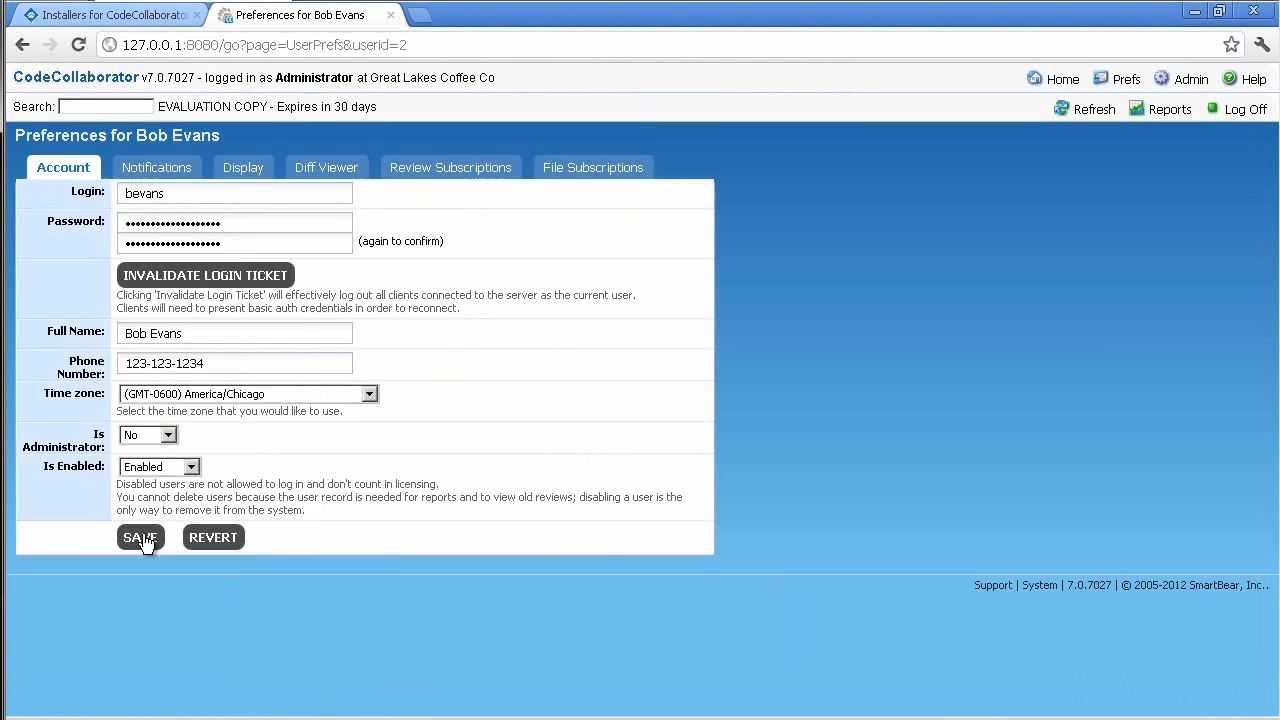 Installers for CodeCollaborator
Preferences for Bob Evans
127.0.0.1:8080/go?page=UserPrefs&userid=2
CodeCollaborator v7.0.7027 - logged in as Administrator at Great Lakes Coffee Co
Home Prefs Admin Help
Search: EVALUATION COPY - Expires in 30 days
Refresh Reports Log Off
Preferences for Bob Evans
Account Notifications Display Diff Viewer Review Subscriptions File Subscriptions
Login: bevans
Password: •••••••••••••••••••
••••••••••••••••••• (again to confirm)
INVALIDATE LOGIN TICKET
Clicking 'Invalidate Login Ticket' will effectively log out all clients connected to the server as the current user.
Clients will need to present basic auth credentials in order to reconnect.
Full Name: Bob Evans
Phone Number: 123-123-1234
Time zone: (GMT-0600) America/Chicago
Select the time zone that you would like to use.
Is Administrator: No
Is Enabled: Enabled
Disabled users are not allowed to log in and don't count in licensing.
You cannot delete users because the user record is needed for reports and to view old reviews; disabling a user is the
only way to remove it from the system.
SAVE REVERT
Support | System | 7.0.7027 | © 2005-2012 SmartBear, Inc..